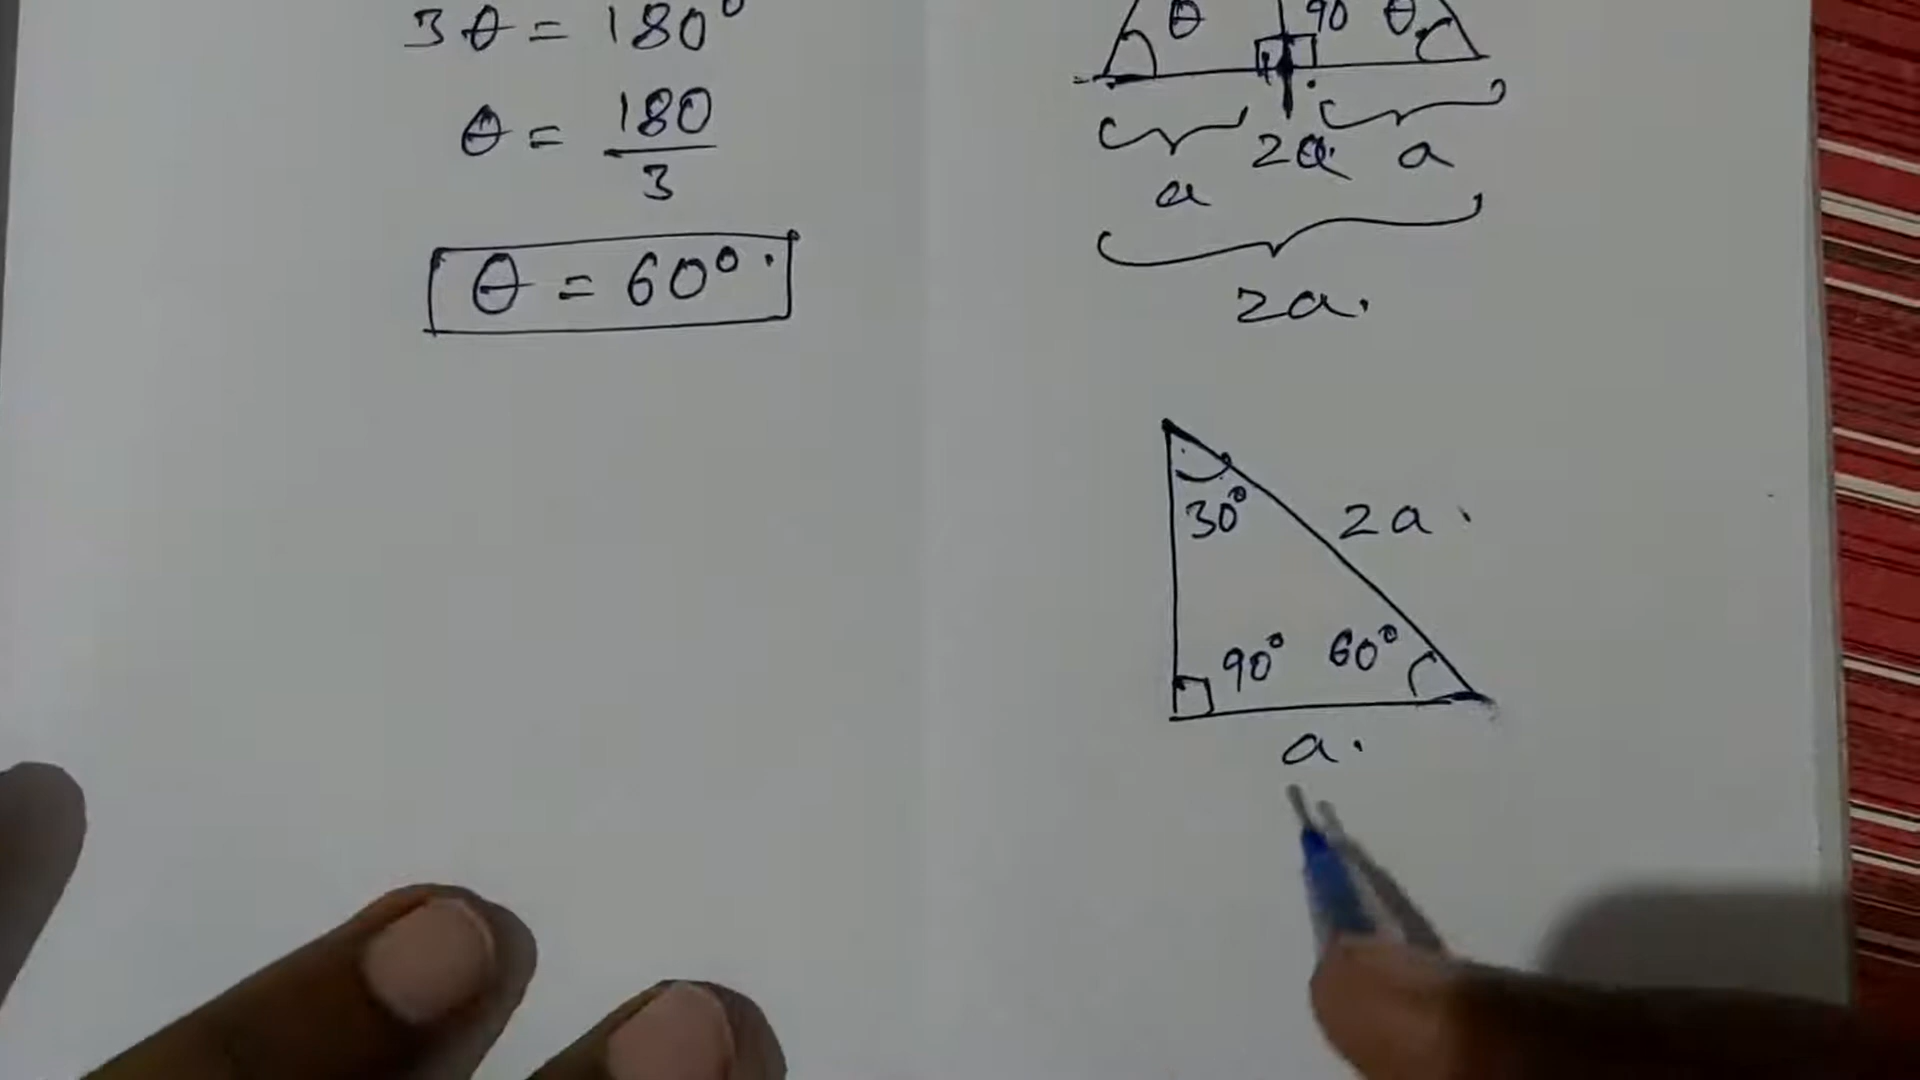 3θ = 180°
θ = 180/3
θ = 60°.
θ 90 θ
2a
a a
2a.
30°
2a.
90° 60°
a.